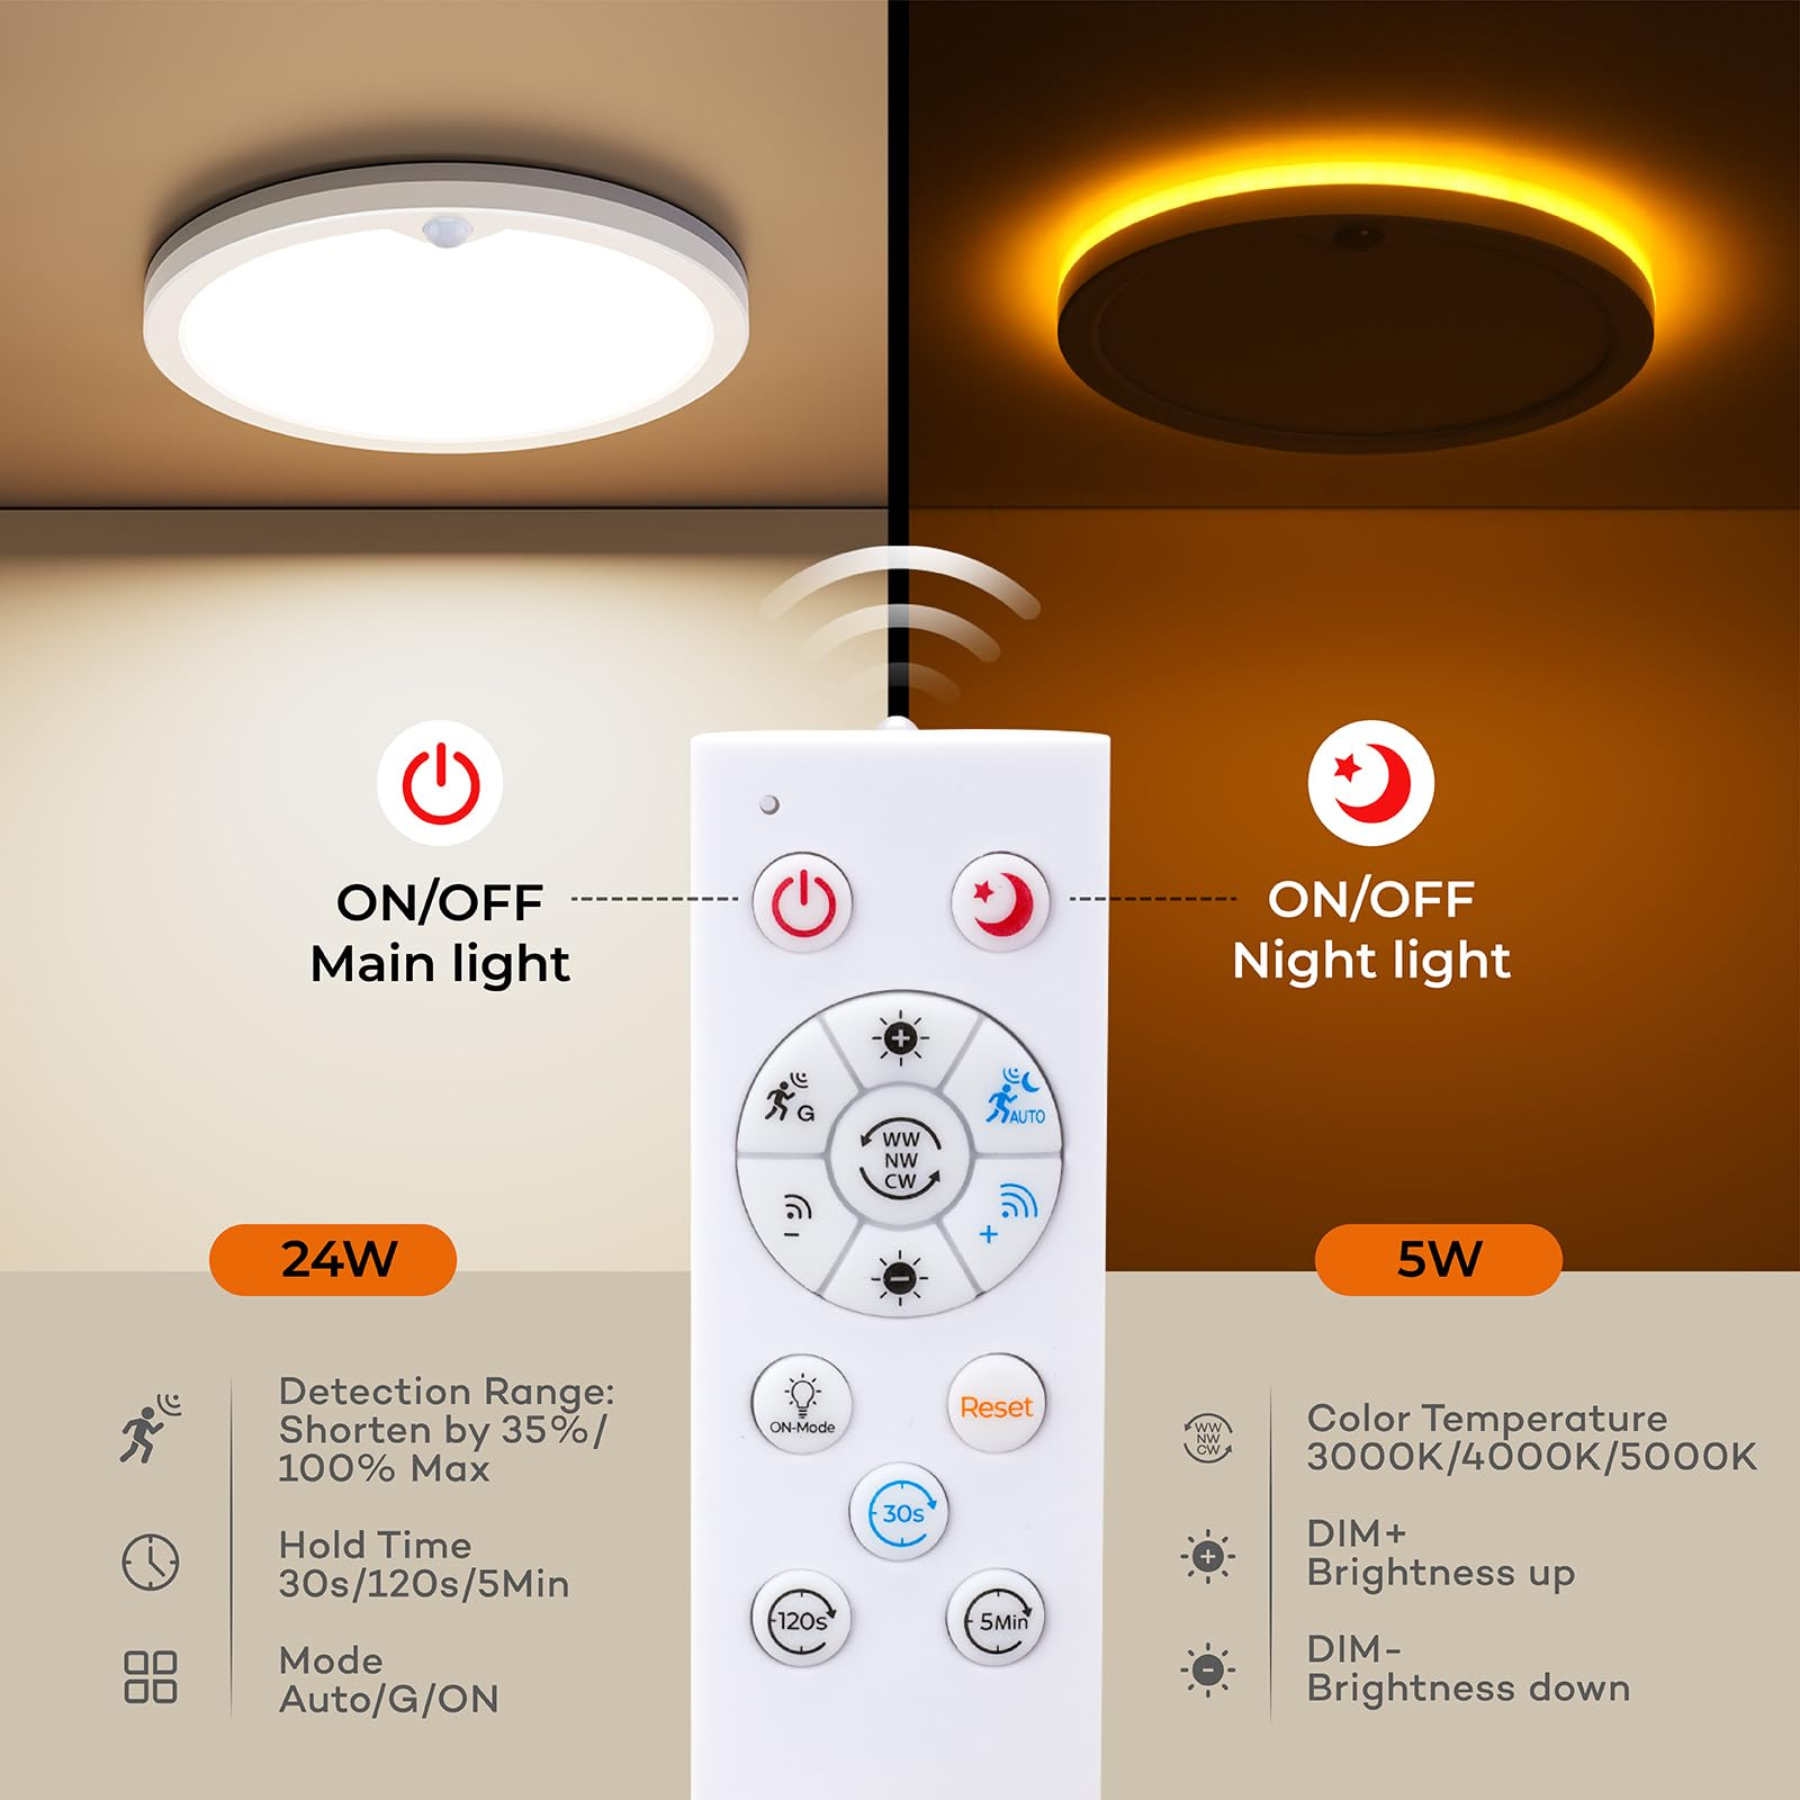 ON/OFF
Main light
ON/OFF
Night light
G
AUTO
WW
NW
CW
ON-Mode
Reset
30s
120s
5Min
24W
Detection Range:
Shorten by 35%/
100% Max
Hold Time
30s/120s/5Min
Mode
Auto/G/ON
5W
WW
NW
CW
Color Temperature
3000K/4000K/5000K
DIM+
Brightness up
DIM-
Brightness down